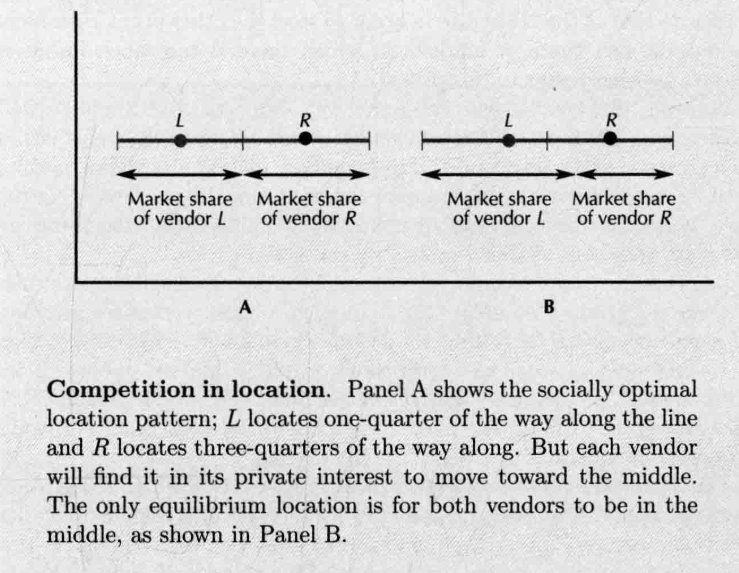 L R L R
Market share Market share Market share Market share
of vendor L of vendor R of vendor L of vendor R
A B
Competition in location. Panel A shows the socially optimal
location pattern; L locates one-quarter of the way along the line
and R locates three-quarters of the way along. But each vendor
will find it in its private interest to move toward the middle.
The only equilibrium location is for both vendors to be in the
middle, as shown in Panel B.